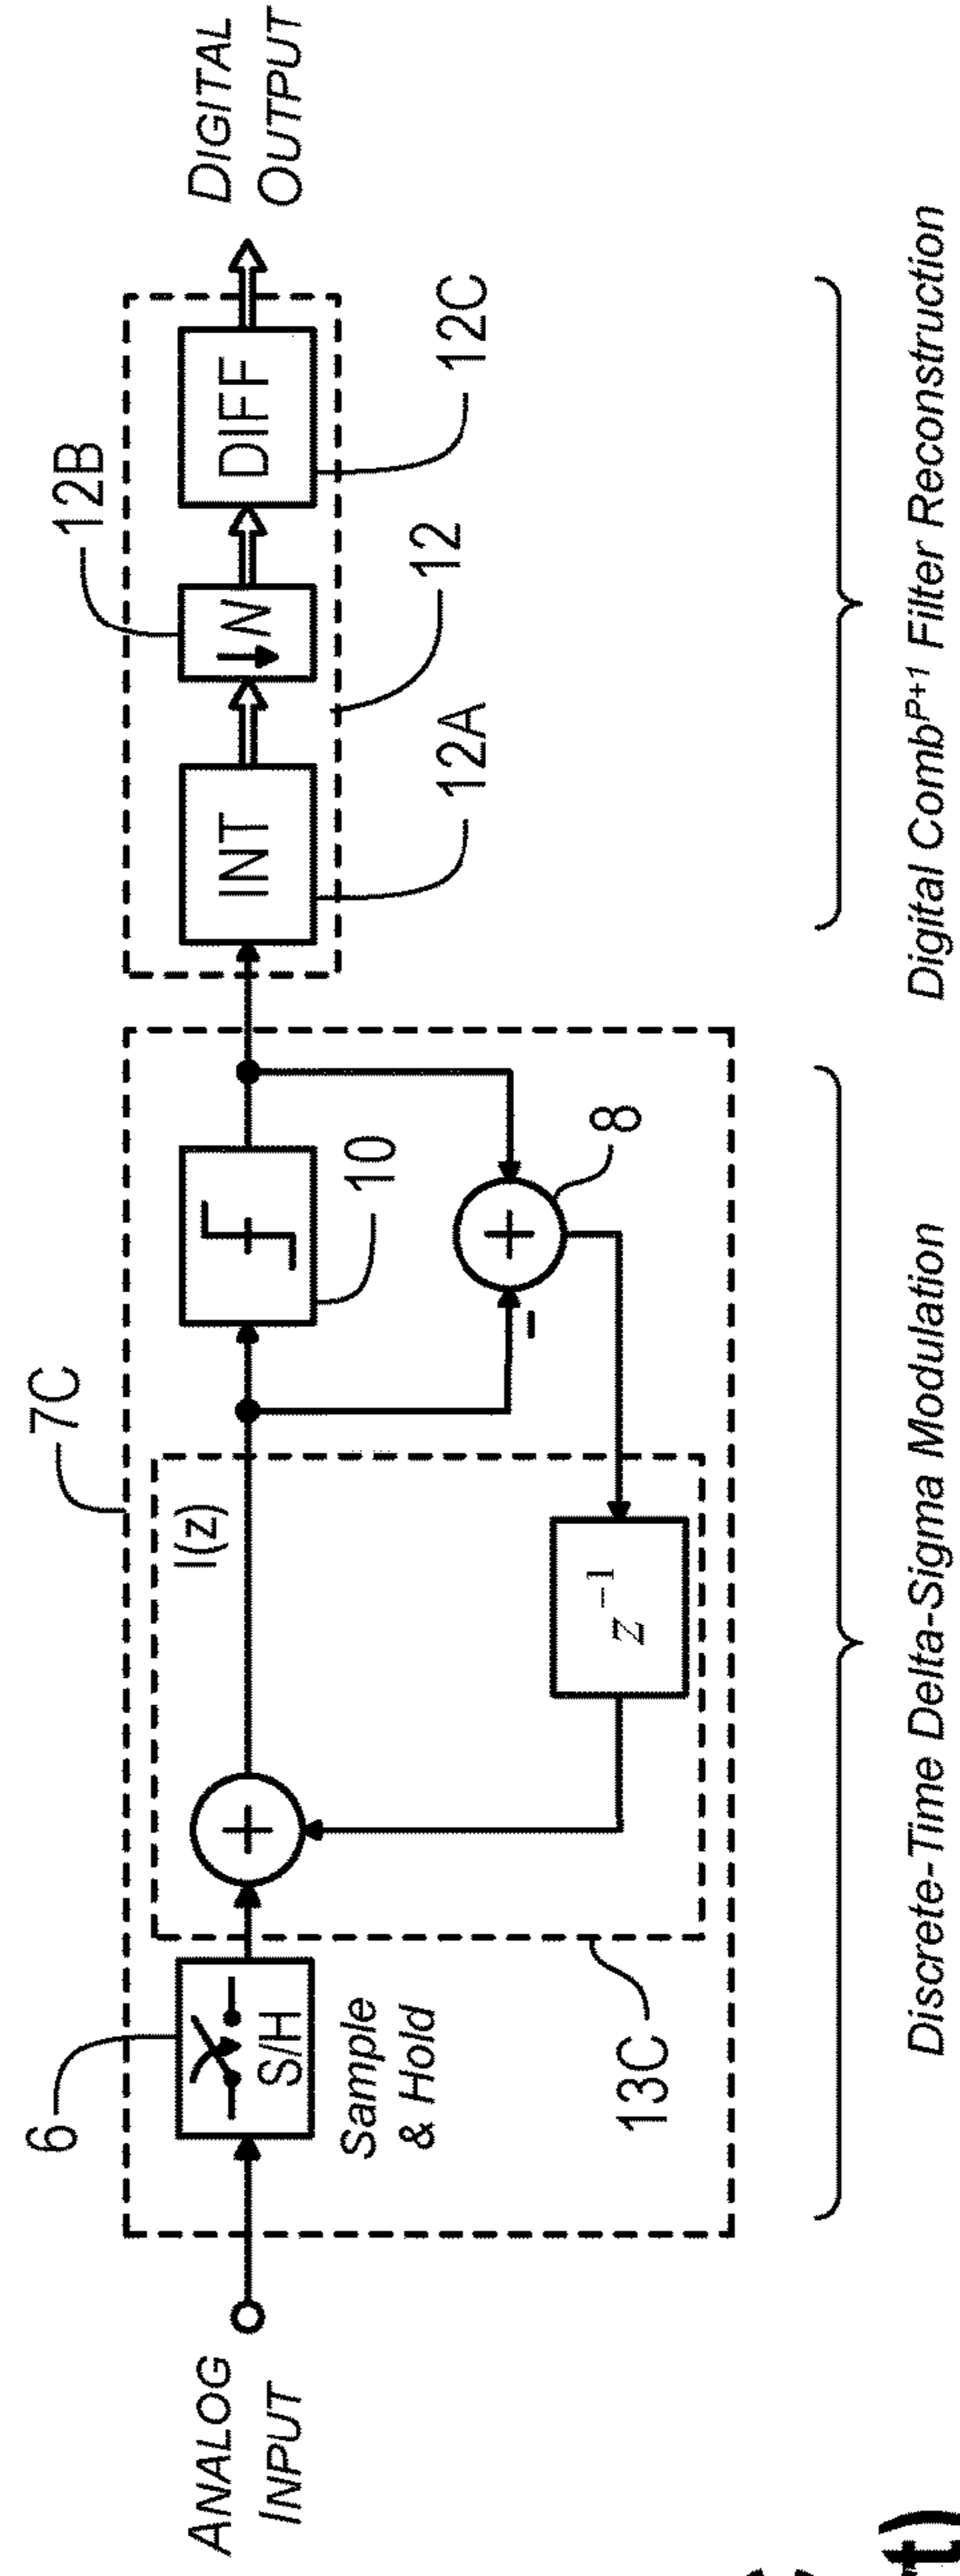 7C
12B
6
ANALOG
INPUT
S/H
Sample
& Hold
+
I(z)
10
+
-
8
z⁻¹
13C
INT
↓N
DIFF
12A
12
12C
DIGITAL
OUTPUT
Discrete-Time Delta-Sigma Modulation
Digital Combᴾ⁺¹ Filter Reconstruction
t)